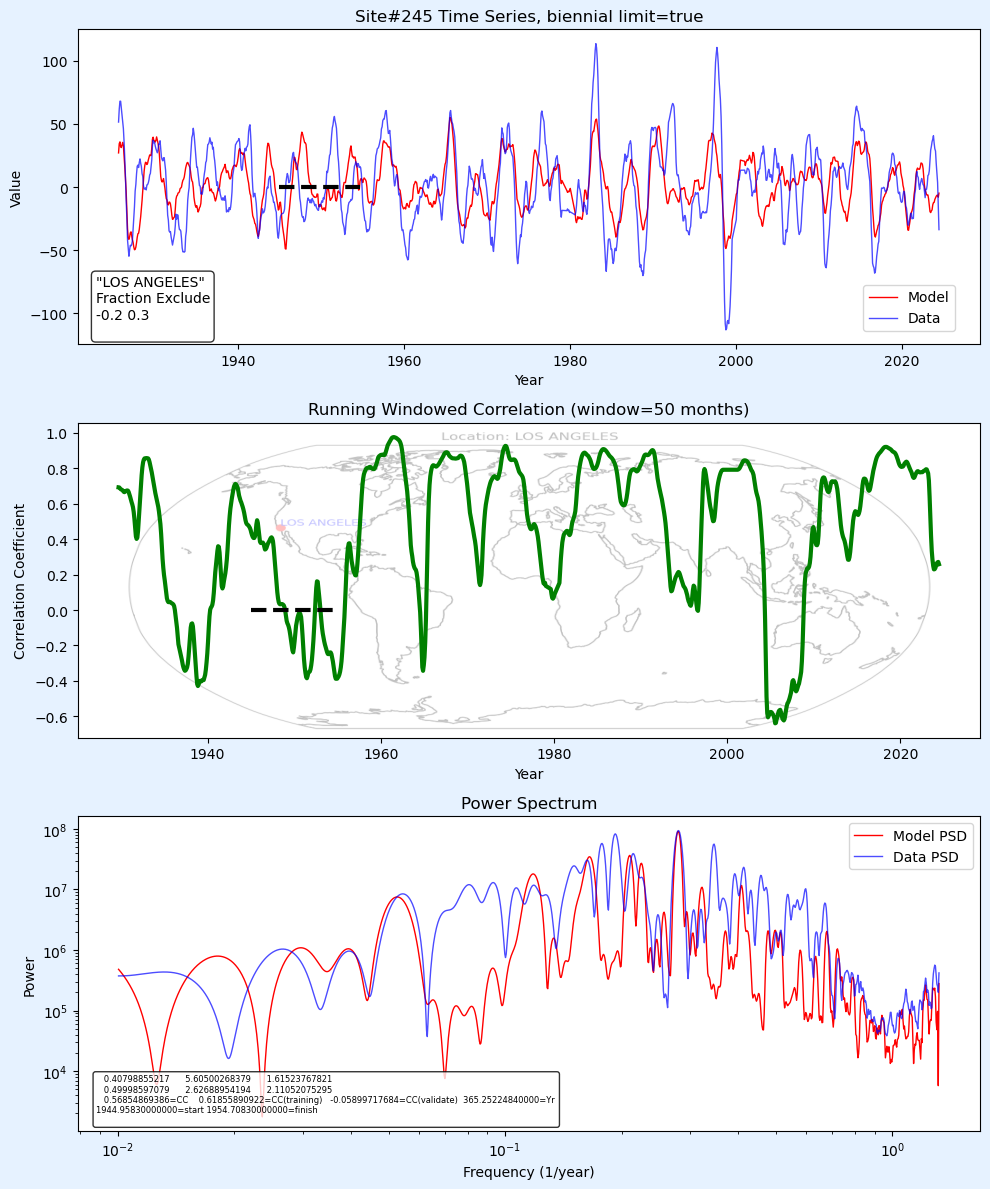 Site#245 Time Series, biennial limit=true
100
50
0
−50
−100
Value
"LOS ANGELES"
Fraction Exclude
-0.2 0.3
Model
Data
1940
1960
1980
2000
2020
Year
Running Windowed Correlation (window=50 months)
1.0
0.8
0.6
0.4
0.2
0.0
−0.2
−0.4
−0.6
Correlation Coefficient
Location: LOS ANGELES
LOS ANGELES
1940
1960
1980
2000
2020
Year
Power Spectrum
10^8
10^7
10^6
10^5
10^4
Power
Model PSD
Data PSD
0.40798855217 5.60500268379 1.61523767821
0.49998597079 2.62688954194 2.11052075295
0.56854869386=CC 0.61855890922=CC(training) -0.05899717684=CC(validate) 365.25224840000=Yr
1944.95830000000=start 1954.70830000000=finish
10^−2
10^−1
10^0
Frequency (1/year)